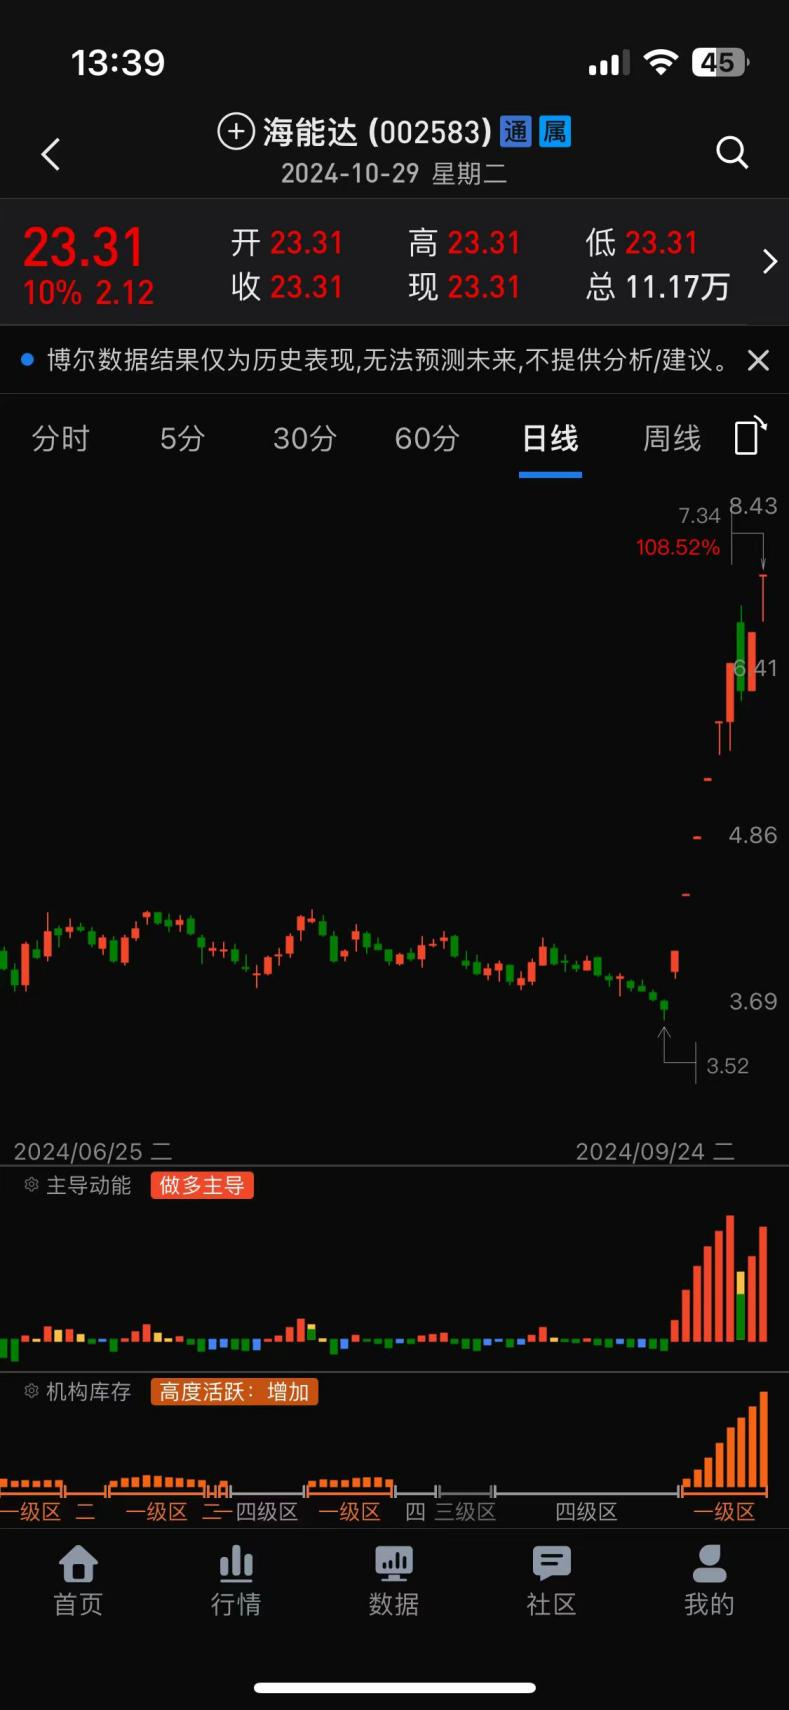 13:39
45
海能达 (002583) 通 属
2024-10-29 星期二
23.31
10% 2.12
开 23.31 高 23.31 低 23.31
收 23.31 现 23.31 总 11.17万
博尔数据结果仅为历史表现,无法预测未来,不提供分析/建议。
分时 5分 30分 60分 日线 周线
8.43
7.34
108.52%
6.41
4.86
3.69
3.52
2024/06/25 二 2024/09/24 二
主导动能 做多主导
机构库存 高度活跃：增加
一级区 二 一级区 二 一 四级区 一级区 四 三级区 四级区 一级区
首页 行情 数据 社区 我的